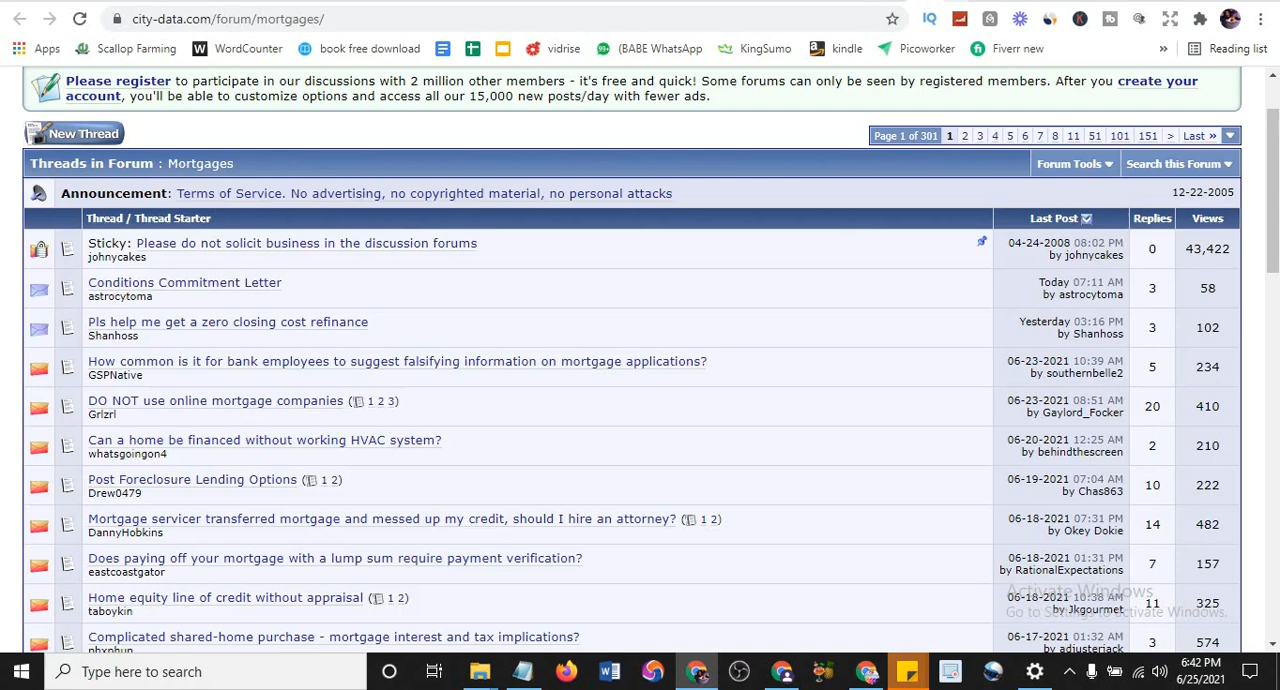 city-data.com/forum/mortgages/
Apps Scallop Farming WordCounter book free download vidrise (BABE WhatsApp KingSumo kindle Picoworker Fiverr new » Reading list
Please register to participate in our discussions with 2 million other members - it's free and quick! Some forums can only be seen by registered members. After you create your
account, you'll be able to customize options and access all our 15,000 new posts/day with fewer ads.
New Thread Page 1 of 301 1 2 3 4 5 6 7 8 11 51 101 151 > Last »
Threads in Forum : Mortgages Forum Tools Search this Forum
Announcement: Terms of Service. No advertising, no copyrighted material, no personal attacks 12-22-2005
Thread / Thread Starter Last Post Replies Views
Sticky: Please do not solicit business in the discussion forums 04-24-2008 08:02 PM 0 43,422
johnycakes by johnycakes
Conditions Commitment Letter Today 07:11 AM 3 58
astrocytoma by astrocytoma
Pls help me get a zero closing cost refinance Yesterday 03:16 PM 3 102
Shanhoss by Shanhoss
How common is it for bank employees to suggest falsifying information on mortgage applications? 06-23-2021 10:39 AM 5 234
GSPNative by southernbelle2
DO NOT use online mortgage companies ( 1 2 3) 06-23-2021 08:51 AM 20 410
Grlzrl by Gaylord_Focker
Can a home be financed without working HVAC system? 06-20-2021 12:25 AM 2 210
whatsgoingon4 by behindthescreen
Post Foreclosure Lending Options ( 1 2) 06-19-2021 07:04 AM 10 222
Drew0479 by Chas863
Mortgage servicer transferred mortgage and messed up my credit, should I hire an attorney? ( 1 2) 06-18-2021 07:31 PM 14 482
DannyHobkins by Okey Dokie
Does paying off your mortgage with a lump sum require payment verification? 06-18-2021 01:31 PM 7 157
eastcoastgator by RationalExpectations
Home equity line of credit without appraisal ( 1 2) 06-18-2021 10:38 AM 11 325
taboykin by Jkgourmet
Activate Windows
Go to Settings to activate Windows.
Complicated shared-home purchase - mortgage interest and tax implications? 06-17-2021 01:32 AM 3 574
phxphun by adjusterjack
Type here to search 6:42 PM
6/25/2021